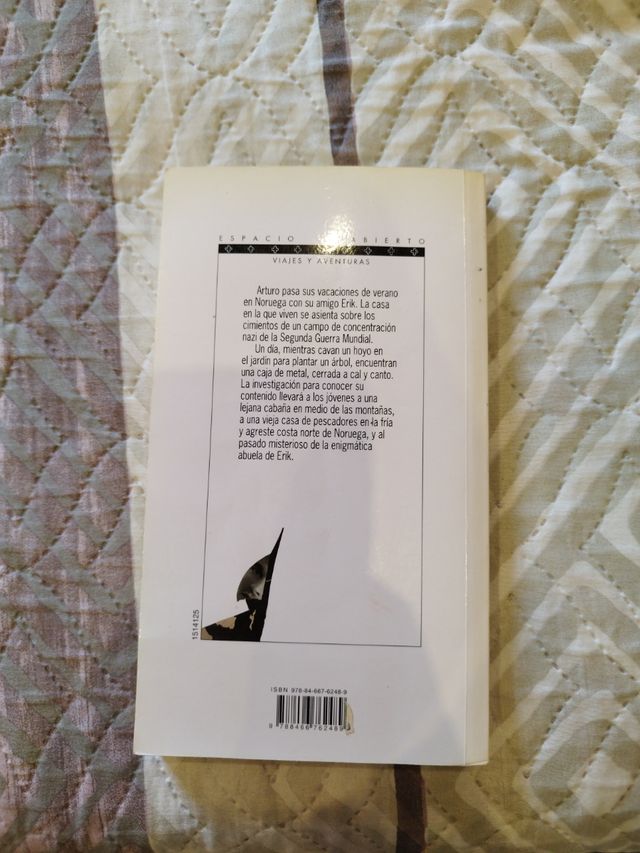 ESPACIO ABIERTO
VIAJES Y AVENTURAS
Arturo pasa sus vacaciones de verano
en Noruega con su amigo Erik. La casa
en la que viven se asienta sobre los
cimientos de un campo de concentración
nazi de la Segunda Guerra Mundial.
Un día, mientras cavan un hoyo en
el jardín para plantar un árbol, encuentran
una caja de metal, cerrada a cal y canto.
La investigación para conocer su
contenido llevará a los jóvenes a una
lejana cabaña en medio de las montañas,
a una vieja casa de pescadores en la fría
y agreste costa norte de Noruega, y al
pasado misterioso de la enigmática
abuela de Erik.
1514125
ISBN 978-84-667-6248-9
9 788466 762489